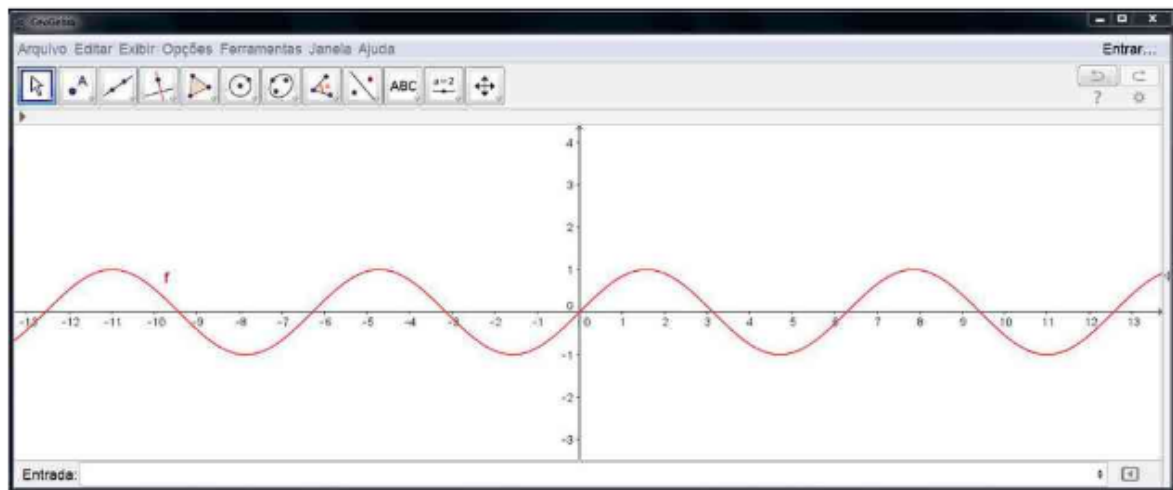 GeoGebra
Arquivo Editar Exibir Opções Ferramentas Janela Ajuda Entrar...
A ABC a=2
?
4
3
2
f 1
0
-13 -12 -11 -10 -9 -8 -7 -6 -5 -4 -3 -2 -1 0 1 2 3 4 5 6 7 8 9 10 11 12 13
-1
-2
-3
Entrada: